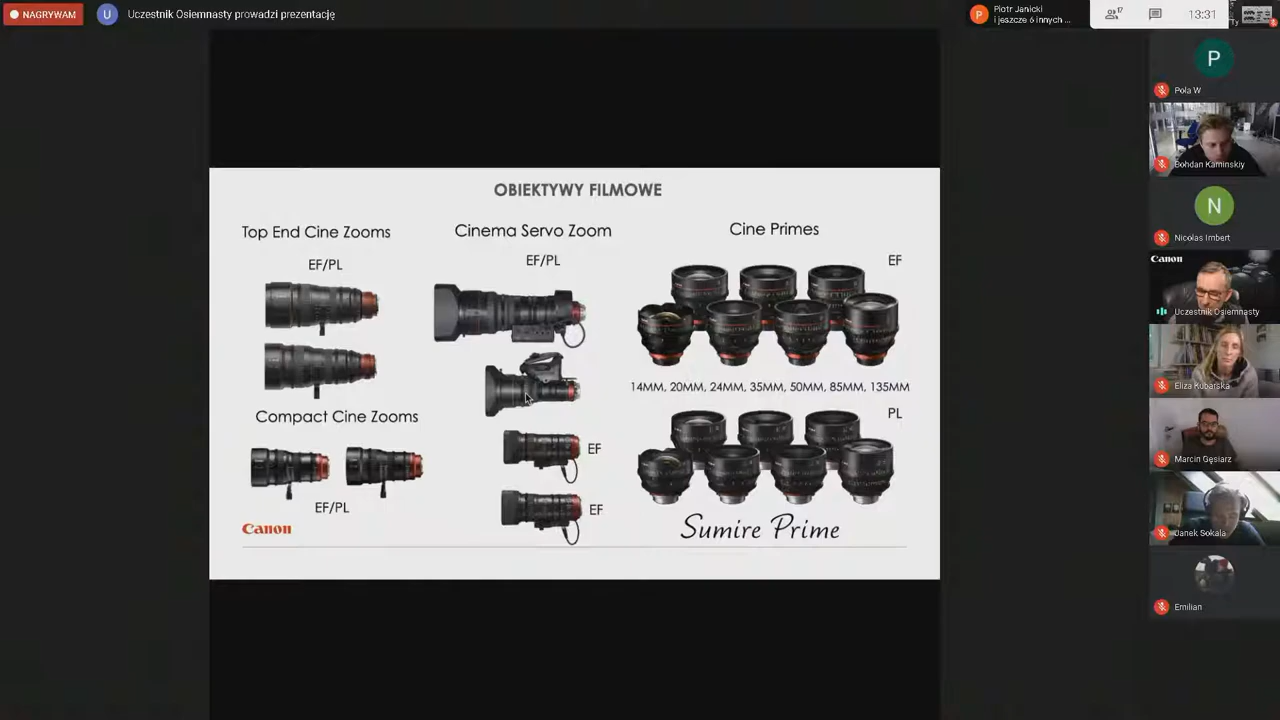 NAGRYWAM
U
Uczestnik Osiemnasty prowadzi prezentację
P
Piotr Janicki
i jeszcze 6 innych ...
17
13:31
OBIEKTYWY FILMOWE
Top End Cine Zooms
EF/PL
Compact Cine Zooms
EF/PL
Canon
Cinema Servo Zoom
EF/PL
EF
EF
Cine Primes
EF
14MM, 20MM, 24MM, 35MM, 50MM, 85MM, 135MM
PL
Sumire Prime
P
Pola W
Bohdan Kaminskiy
N
Nicolas Imbert
Canon
Uczestnik Osiemnasty
Eliza Kubarska
Marcin Gęsiarz
Janek Sokala
Emilian